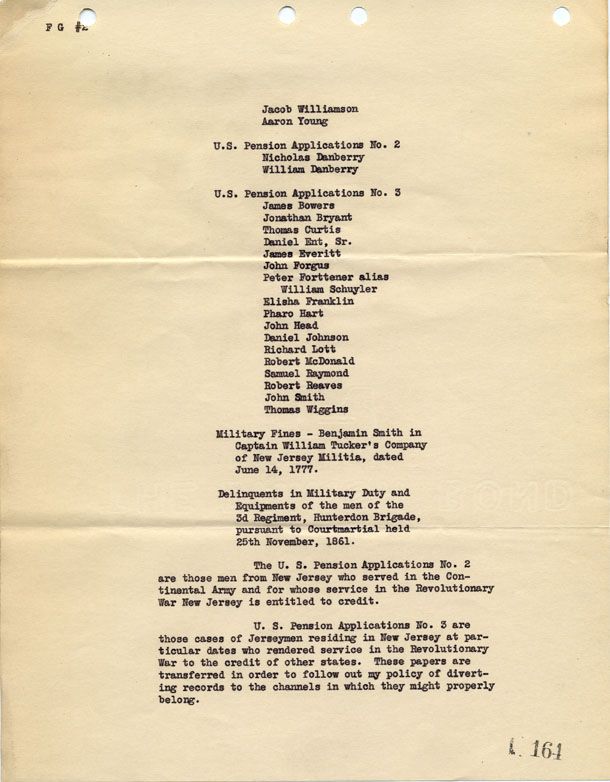 F G #2
Jacob Williamson
Aaron Young
U.S. Pension Applications No. 2
Nicholas Danberry
William Danberry
U.S. Pension Applications No. 3
James Bowers
Jonathan Bryant
Thomas Curtis
Daniel Ent, Sr.
James Everitt
John Forgus
Peter Forttener alias
William Schuyler
Elisha Franklin
Pharo Hart
John Head
Daniel Johnson
Richard Lott
Robert McDonald
Samuel Raymond
Robert Reaves
John Smith
Thomas Wiggins
Military Fines - Benjamin Smith in
Captain William Tucker's Company
of New Jersey Militia, dated
June 14, 1777.
Delinquents in Military Duty and
Equipments of the men of the
3d Regiment, Hunterdon Brigade,
pursuant to Courtmartial held
25th November, 1861.
The U. S. Pension Applications No. 2
are those men from New Jersey who served in the Con-
tinental Army and for whose service in the Revolutionary
War New Jersey is entitled to credit.
U. S. Pension Applications No. 3 are
those cases of Jerseymen residing in New Jersey at par-
ticular dates who rendered service in the Revolutionary
War to the credit of other states.  These papers are
transferred in order to follow out my policy of divert-
ing records to the channels in which they might properly
belong.
164